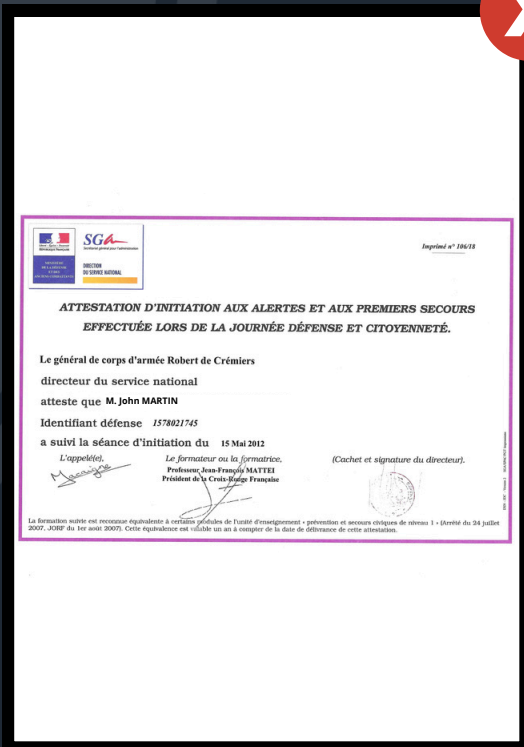 SGA
Secrétariat général pour l'administration
DIRECTION
DU SERVICE NATIONAL
Imprimé n° 106/18
ATTESTATION D'INITIATION AUX ALERTES ET AUX PREMIERS SECOURS
EFFECTUÉE LORS DE LA JOURNÉE DÉFENSE ET CITOYENNETÉ.
Le général de corps d'armée Robert de Crémiers
directeur du service national
atteste que M. John MARTIN
Identifiant défense 1578021745
a suivi la séance d'initiation du 15 Mai 2012
L'appelé(e), Le formateur ou la formatrice, (Cachet et signature du directeur).
Professeur Jean-François MATTEI
Président de la Croix-Rouge Française
La formation suivie est reconnue équivalente à certains modules de l'unité d'enseignement « prévention et secours civiques de niveau 1 » (Arrêté du 24 juillet
2007, JORF du 1er août 2007). Cette équivalence est valable un an à compter de la date de délivrance de cette attestation.